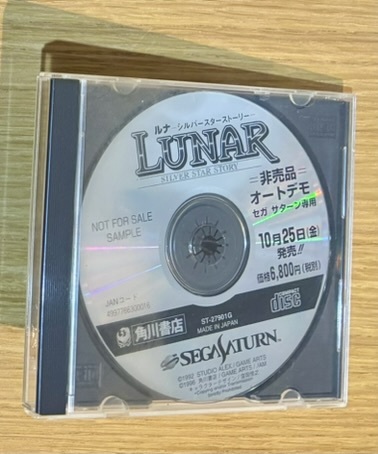 ルナ ―シルバースターストーリー―
LUNAR
SILVER STAR STORY
=非売品=
オートデモ
セガ サターン専用
NOT FOR SALE
SAMPLE
10月25日(金)
発売!!
価格6,800円(税別)
JANコード
ST-27901G
MADE IN JAPAN
COMPACT
disc
角川書店
SEGA SATURN
©1992 STUDIO ALEX / GAME ARTS
©1996 角川書店 / GAME ARTS / JAM